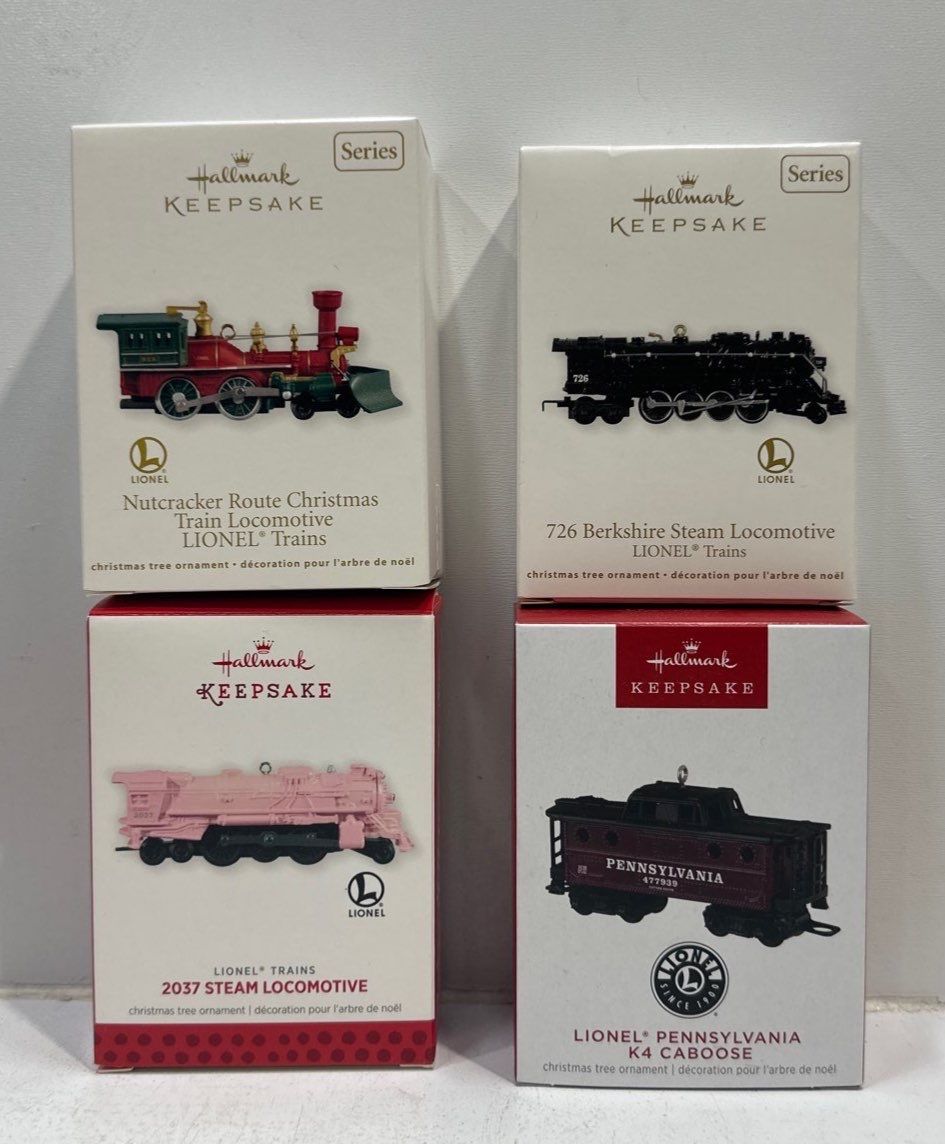 Series
Hallmark
KEEPSAKE
LIONEL
Nutcracker Route Christmas
Train Locomotive
LIONEL® Trains
christmas tree ornament • décoration pour l'arbre de noël
Series
Hallmark
KEEPSAKE
726
LIONEL
726 Berkshire Steam Locomotive
LIONEL® Trains
christmas tree ornament • décoration pour l'arbre de noël
Hallmark
KEEPSAKE
2037
LIONEL
LIONEL® TRAINS
2037 STEAM LOCOMOTIVE
christmas tree ornament | décoration pour l'arbre de noël
Hallmark
KEEPSAKE
PENNSYLVANIA
477939
LIONEL
SINCE 1900
LIONEL® PENNSYLVANIA
K4 CABOOSE
christmas tree ornament | décoration pour l'arbre de noël